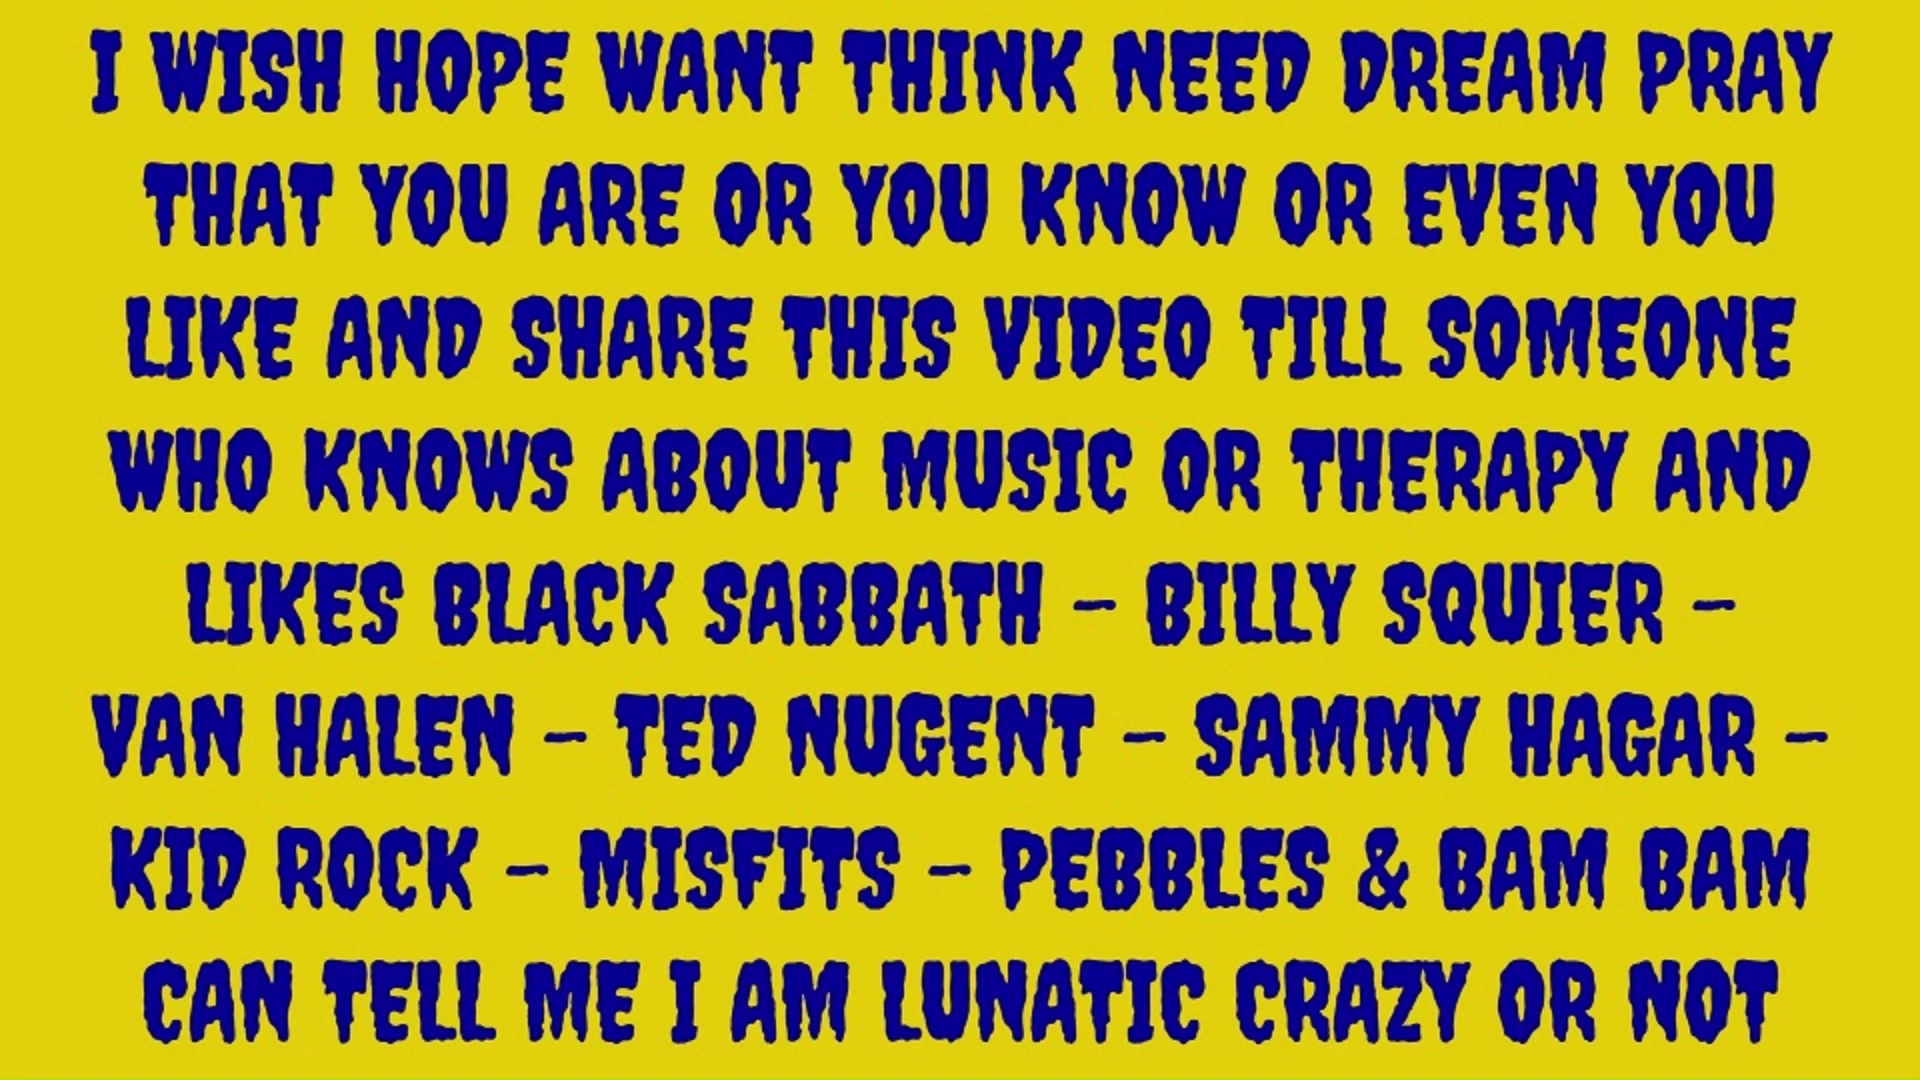 I WISH HOPE WANT THINK NEED DREAM PRAY
THAT YOU ARE OR YOU KNOW OR EVEN YOU
LIKE AND SHARE THIS VIDEO TILL SOMEONE
WHO KNOWS ABOUT MUSIC OR THERAPY AND
LIKES BLACK SABBATH – BILLY SQUIER –
VAN HALEN – TED NUGENT – SAMMY HAGAR –
KID ROCK – MISFITS – PEBBLES & BAM BAM
CAN TELL ME I AM LUNATIC CRAZY OR NOT